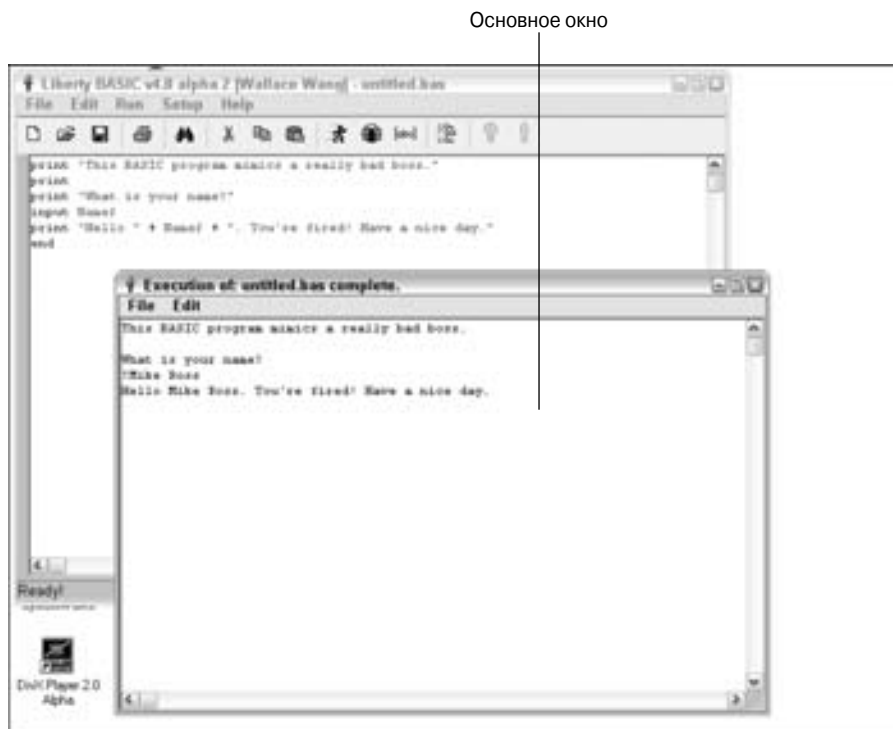 Основное окно
Liberty BASIC v4.0 alpha 2 [Wallace Wang] - untitled.bas
File Edit Run Setup Help
print "This BASIC program mimics a really bad boss."
print
print "What is your name?"
input Name$
print "Hello " + Name$ + ". You're fired! Have a nice day."
end
Execution of: untitled.bas complete.
File Edit
This BASIC program mimics a really bad boss.
What is your name?
?Mike Ross
Hello Mike Ross. You're fired! Have a nice day.
Ready!
DivX Player 2.0
Alpha